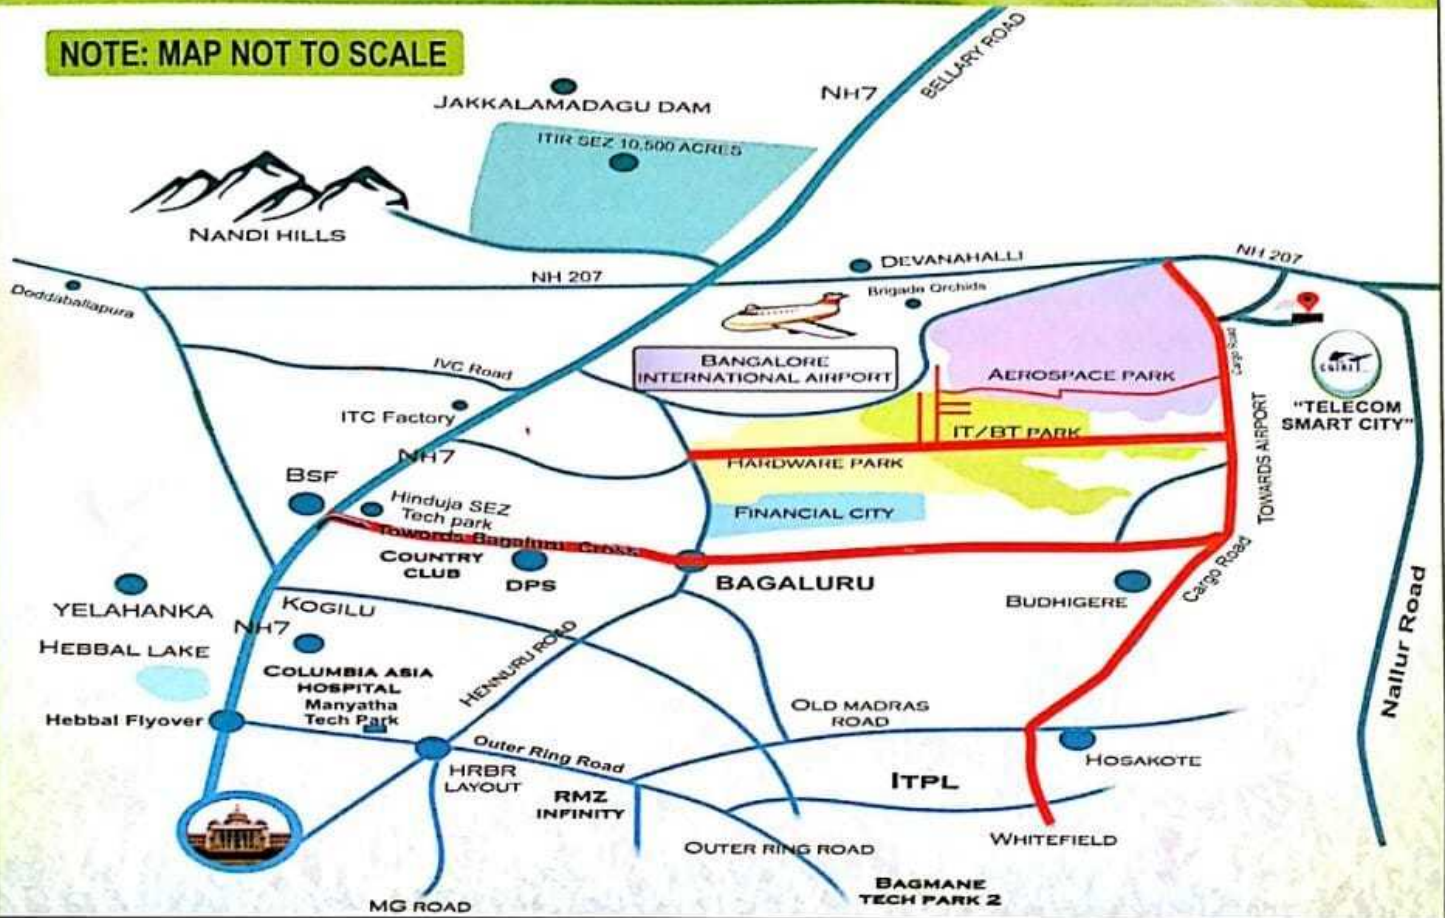 NOTE: MAP NOT TO SCALE
JAKKALAMADAGU DAM
NH7
BELLARY ROAD
ITIR SEZ 10,500 ACRES
NANDI HILLS
NH 207
DEVANAHALLI
NH 207
Doddaballapura
Brigade Orchids
BANGALORE
INTERNATIONAL AIRPORT
IVC Road
AEROSPACE PARK
Cargo Road
"TELECOM
SMART CITY"
ITC Factory
IT/BT PARK
TOWARDS AIRPORT
NH7
HARDWARE PARK
BSF
Hinduja SEZ
Tech park
FINANCIAL CITY
Towards Bagaluru Cross
COUNTRY
CLUB
DPS
BAGALURU
Cargo Road
BUDHIGERE
YELAHANKA
KOGILU
NH7
HEBBAL LAKE
HENNURU ROAD
Nallur Road
COLUMBIA ASIA
HOSPITAL
Manyatha
Tech Park
OLD MADRAS
ROAD
Hebbal Flyover
Outer Ring Road
HOSAKOTE
HRBR
LAYOUT
ITPL
RMZ
INFINITY
WHITEFIELD
OUTER RING ROAD
BAGMANE
TECH PARK 2
MG ROAD